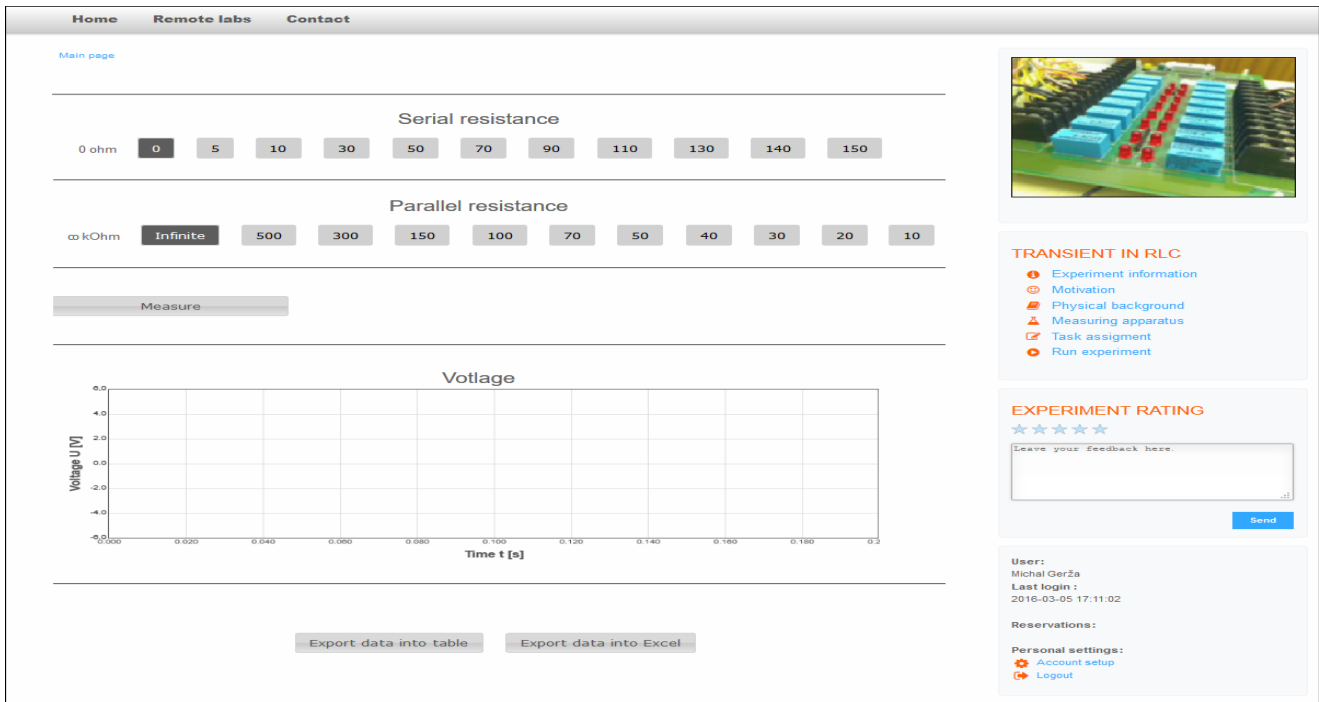 Home Remote labs Contact
Main page
Serial resistance
0 ohm 0 5 10 30 50 70 90 110 130 140 150
Parallel resistance
∞ kOhm Infinite 500 300 150 100 70 50 40 30 20 10
Measure
Votlage
6.0
4.0
2.0
0.0
-2.0
-4.0
-6.0
Voltage U [V]
0.000 0.020 0.040 0.060 0.080 0.100 0.120 0.140 0.160 0.180 0.2
Time t [s]
Export data into table Export data into Excel
TRANSIENT IN RLC
Experiment information
Motivation
Physical background
Measuring apparatus
Task assigment
Run experiment
EXPERIMENT RATING
Leave your feedback here.
Send
User:
Michal Gerža
Last login :
2016-03-05 17:11:02
Reservations:
Personal settings:
Account setup
Logout